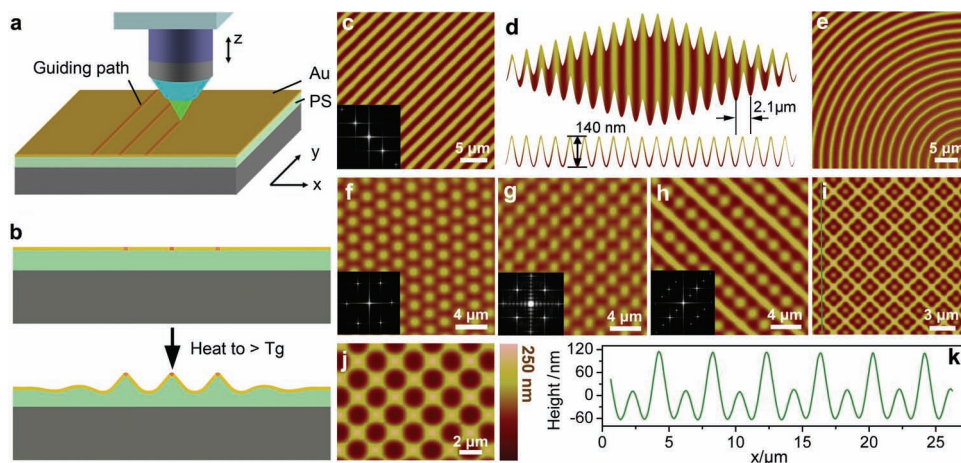 a
z
Guiding path
Au
PS
y
x
b
Heat to > Tg
c
5 μm
d
2.1μm
140 nm
e
5 μm
f
4 μm
g
4 μm
h
4 μm
i
3 μm
j
2 μm
250 nm
k
Height /nm
120
60
0
-60
0
5
10
15
20
25
x/μm